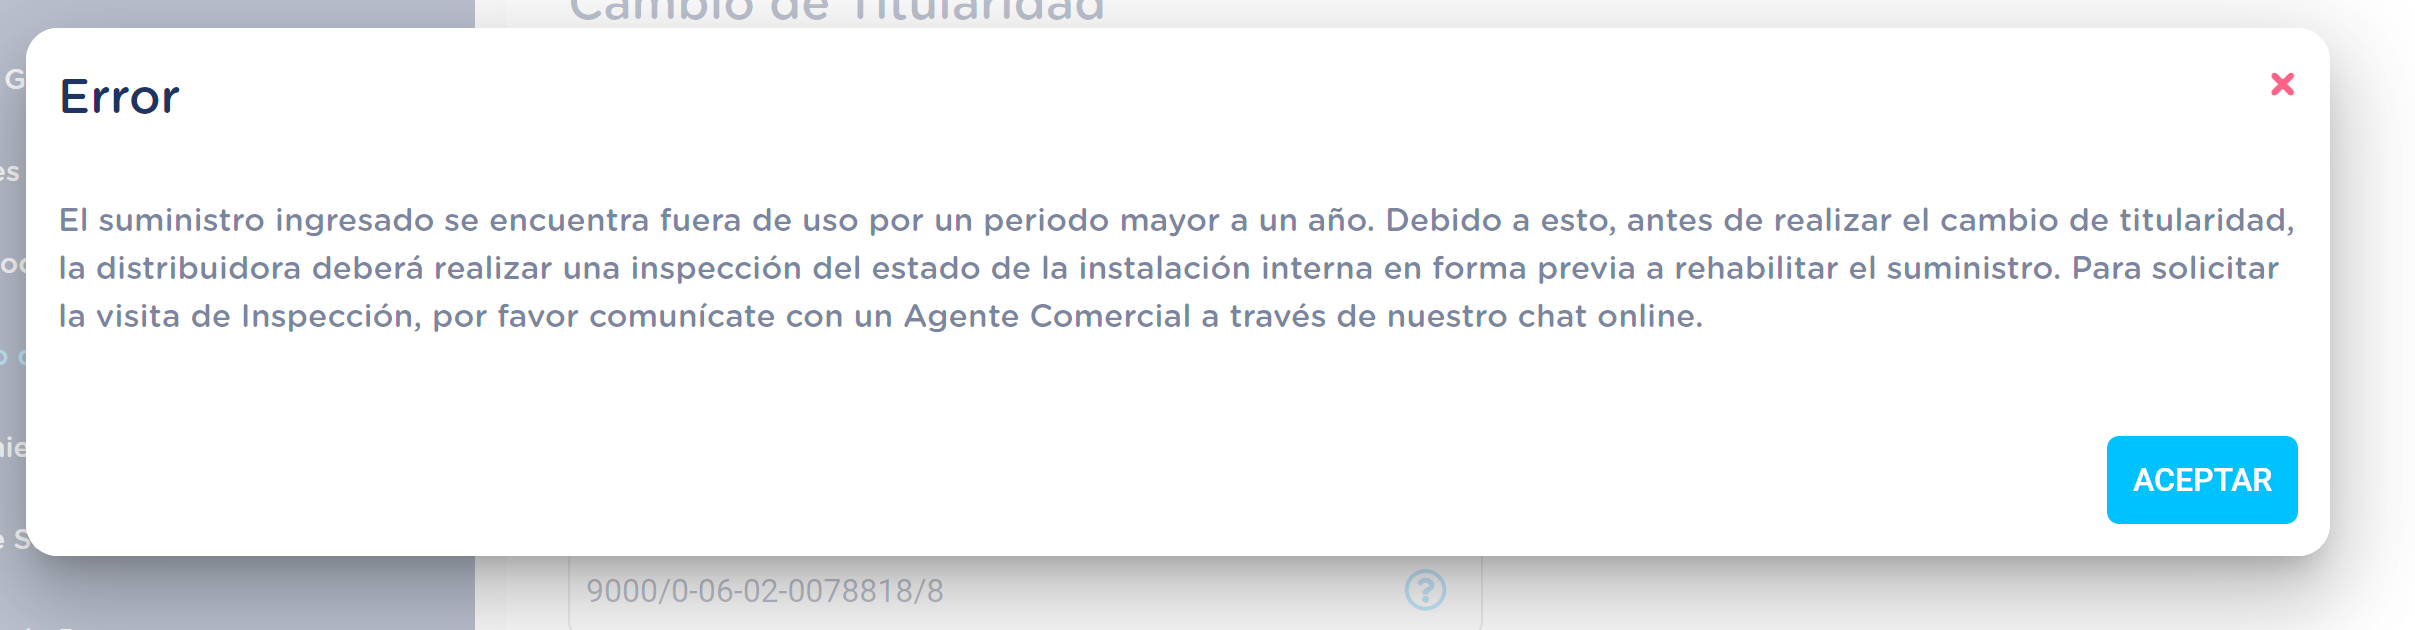 Cambio de Titularidad
Error
El suministro ingresado se encuentra fuera de uso por un periodo mayor a un año. Debido a esto, antes de realizar el cambio de titularidad,
la distribuidora deberá realizar una inspección del estado de la instalación interna en forma previa a rehabilitar el suministro. Para solicitar
la visita de Inspección, por favor comunícate con un Agente Comercial a través de nuestro chat online.
ACEPTAR
9000/0-06-02-0078818/8